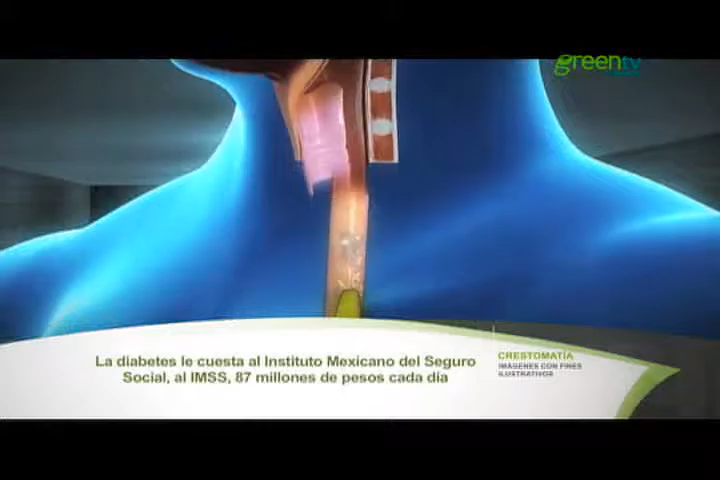 greentv
La diabetes le cuesta al Instituto Mexicano del Seguro
Social, al IMSS, 87 millones de pesos cada día
CRESTOMATÍA
IMÁGENES CON FINES
ILUSTRATIVOS